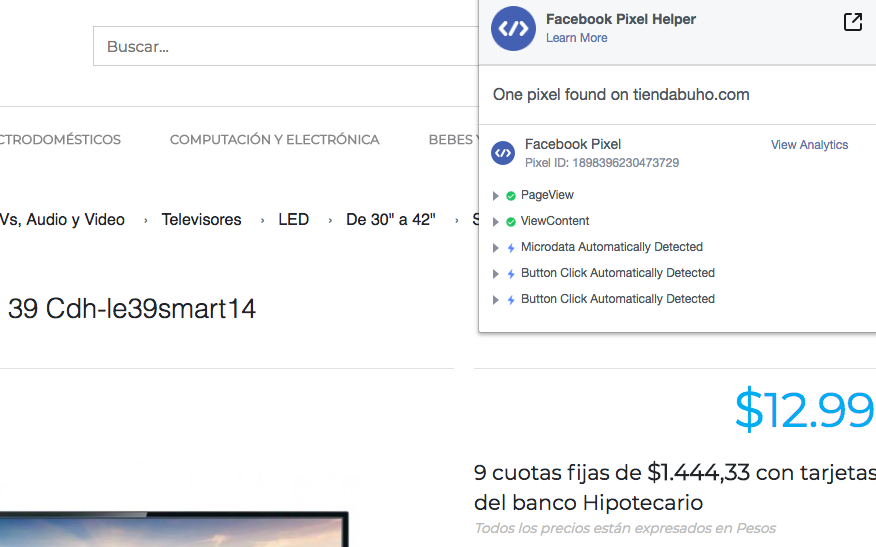 Facebook Pixel Helper
Learn More
Buscar...
One pixel found on tiendabuho.com
CTRODOMÉSTICOS COMPUTACIÓN Y ELECTRÓNICA BEBES Y
Facebook Pixel View Analytics
Pixel ID: 1898396230473729
PageView
ViewContent
Microdata Automatically Detected
Button Click Automatically Detected
Button Click Automatically Detected
Vs, Audio y Video › Televisores › LED › De 30" a 42" › S
39 Cdh-le39smart14
$12.99
9 cuotas fijas de $1.444,33 con tarjetas
del banco Hipotecario
Todos los precios están expresados en Pesos